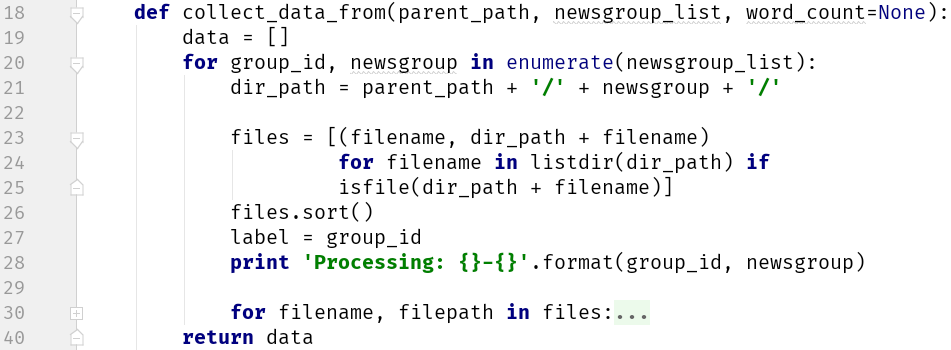 18 def collect_data_from(parent_path, newsgroup_list, word_count=None):
19 data = []
20 for group_id, newsgroup in enumerate(newsgroup_list):
21 dir_path = parent_path + '/' + newsgroup + '/'
22
23 files = [(filename, dir_path + filename)
24 for filename in listdir(dir_path) if
25 isfile(dir_path + filename)]
26 files.sort()
27 label = group_id
28 print 'Processing: {}-{}'.format(group_id, newsgroup)
29
30 for filename, filepath in files:...
40 return data